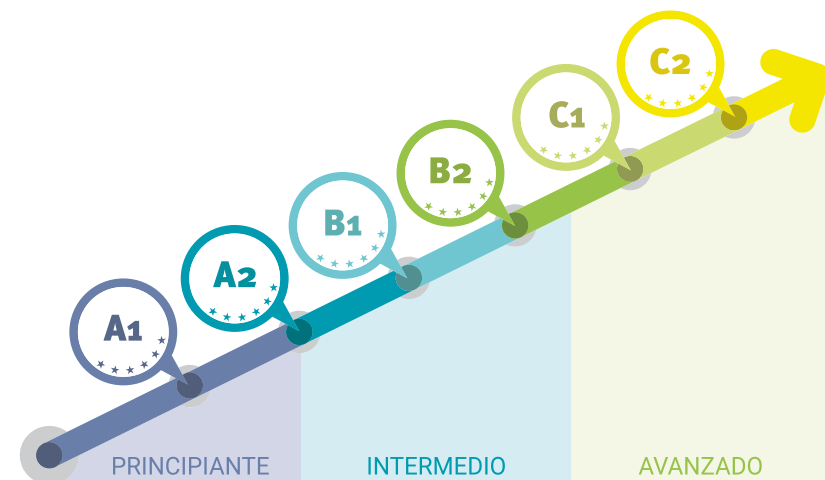 C2
C1
B2
B1
A2
A1
PRINCIPIANTE
INTERMEDIO
AVANZADO